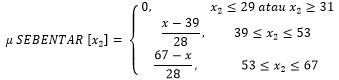 μ SEBENTAR [x₂] = { 0, x₂ ≤ 29 atau x₂ ≥ 31
(x − 39)/28, 39 ≤ x₂ ≤ 53
(67 − x)/28, 53 ≤ x₂ ≤ 67